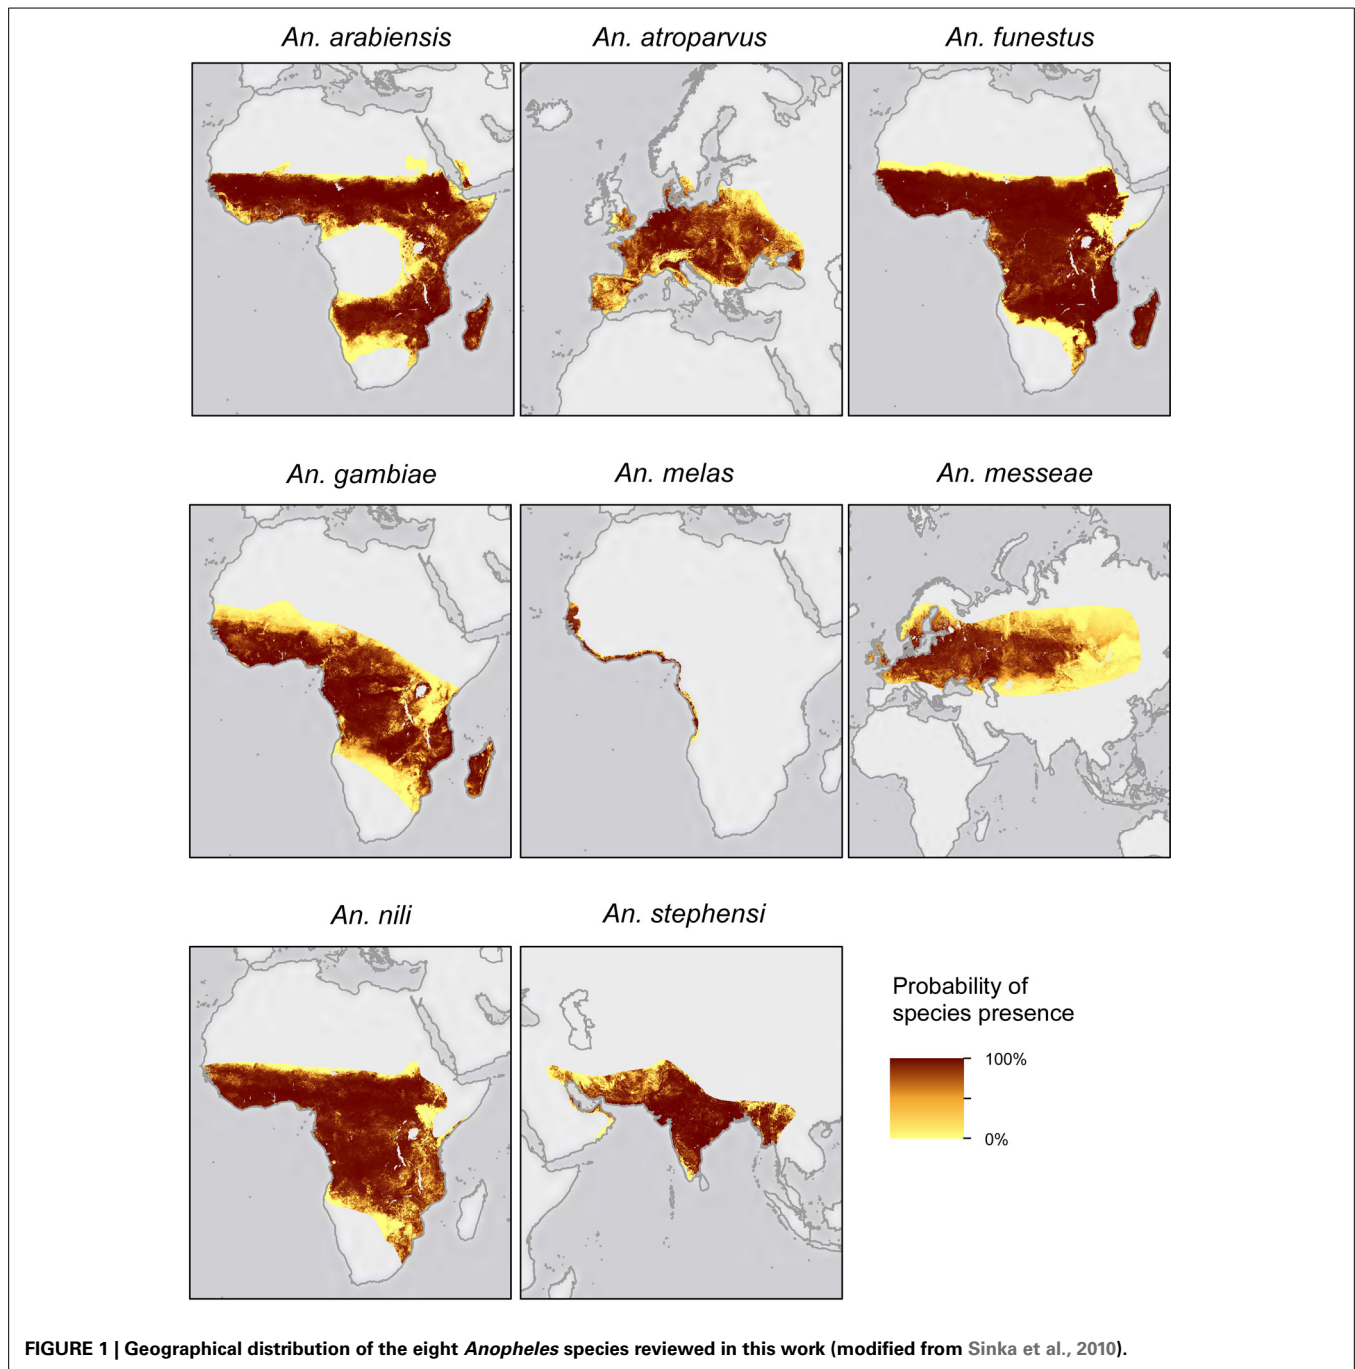 An. arabiensis
An. atroparvus
An. funestus
An. gambiae
An. melas
An. messeae
An. nili
An. stephensi
Probability of
species presence
100%
0%
FIGURE 1 | Geographical distribution of the eight Anopheles species reviewed in this work (modified from Sinka et al., 2010).